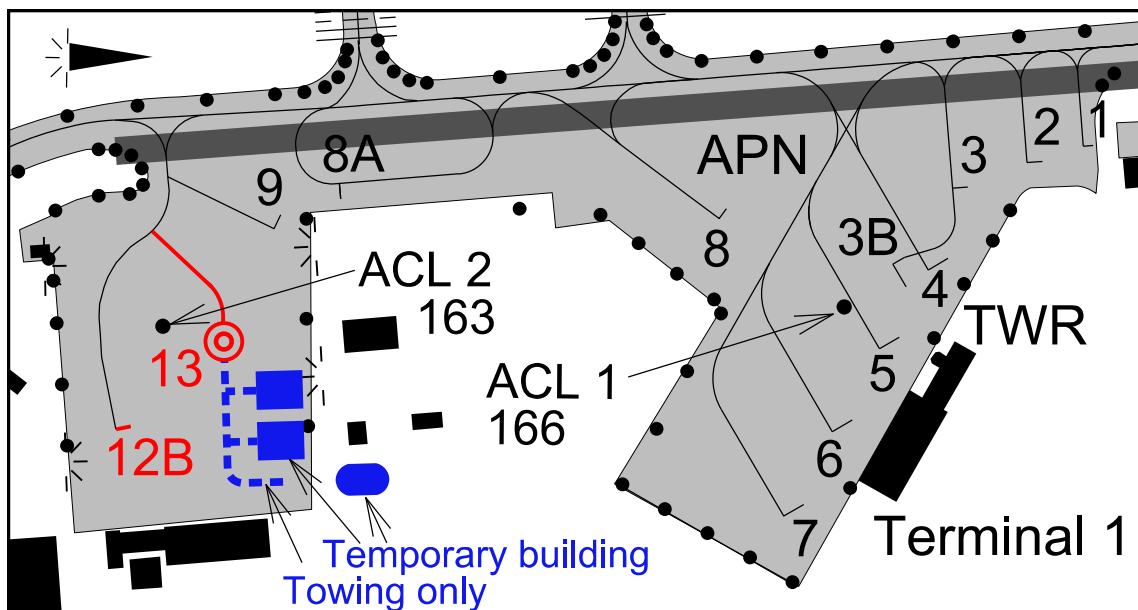 1
2
3
8A
APN
9
8
3B
ACL 2
163
4
TWR
13
5
ACL 1
166
12B
6
7
Terminal 1
Temporary building
Towing only